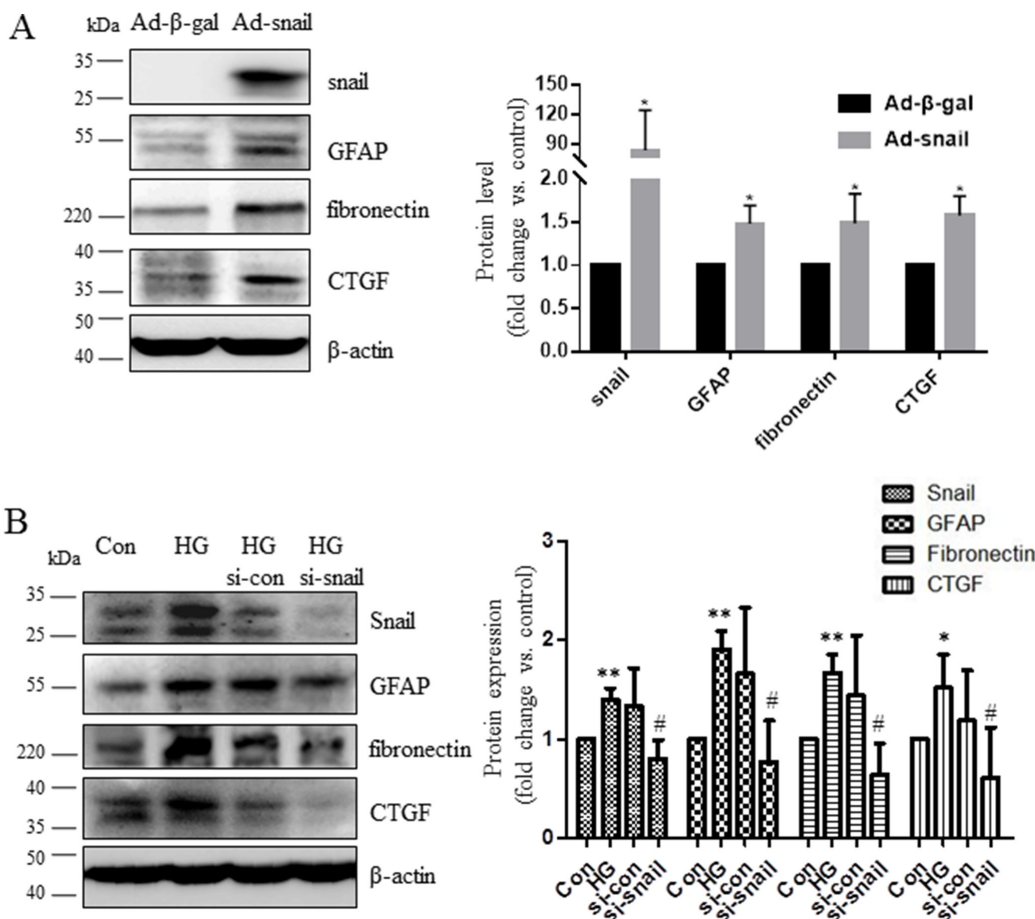 A
kDa Ad-β-gal Ad-snail
35
25
snail
55
GFAP
220
fibronectin
40
35
CTGF
50
40
β-actin
Protein level
(fold change vs. control)
150
120
90
2.0
1.5
1.0
0.5
0.0
* * * *
Ad-β-gal
Ad-snail
snail GFAP fibronectin CTGF
B
kDa Con HG HG HG
si-con si-snail
35
25
Snail
55
GFAP
220
fibronectin
40
35
CTGF
50
40
β-actin
Snail
GFAP
Fibronectin
CTGF
Protein expression
(fold change vs. control)
3
2
1
0
** # ** # ** # * #
Con HG si-con si-snail Con HG si-con si-snail Con HG si-con si-snail Con HG si-con si-snail